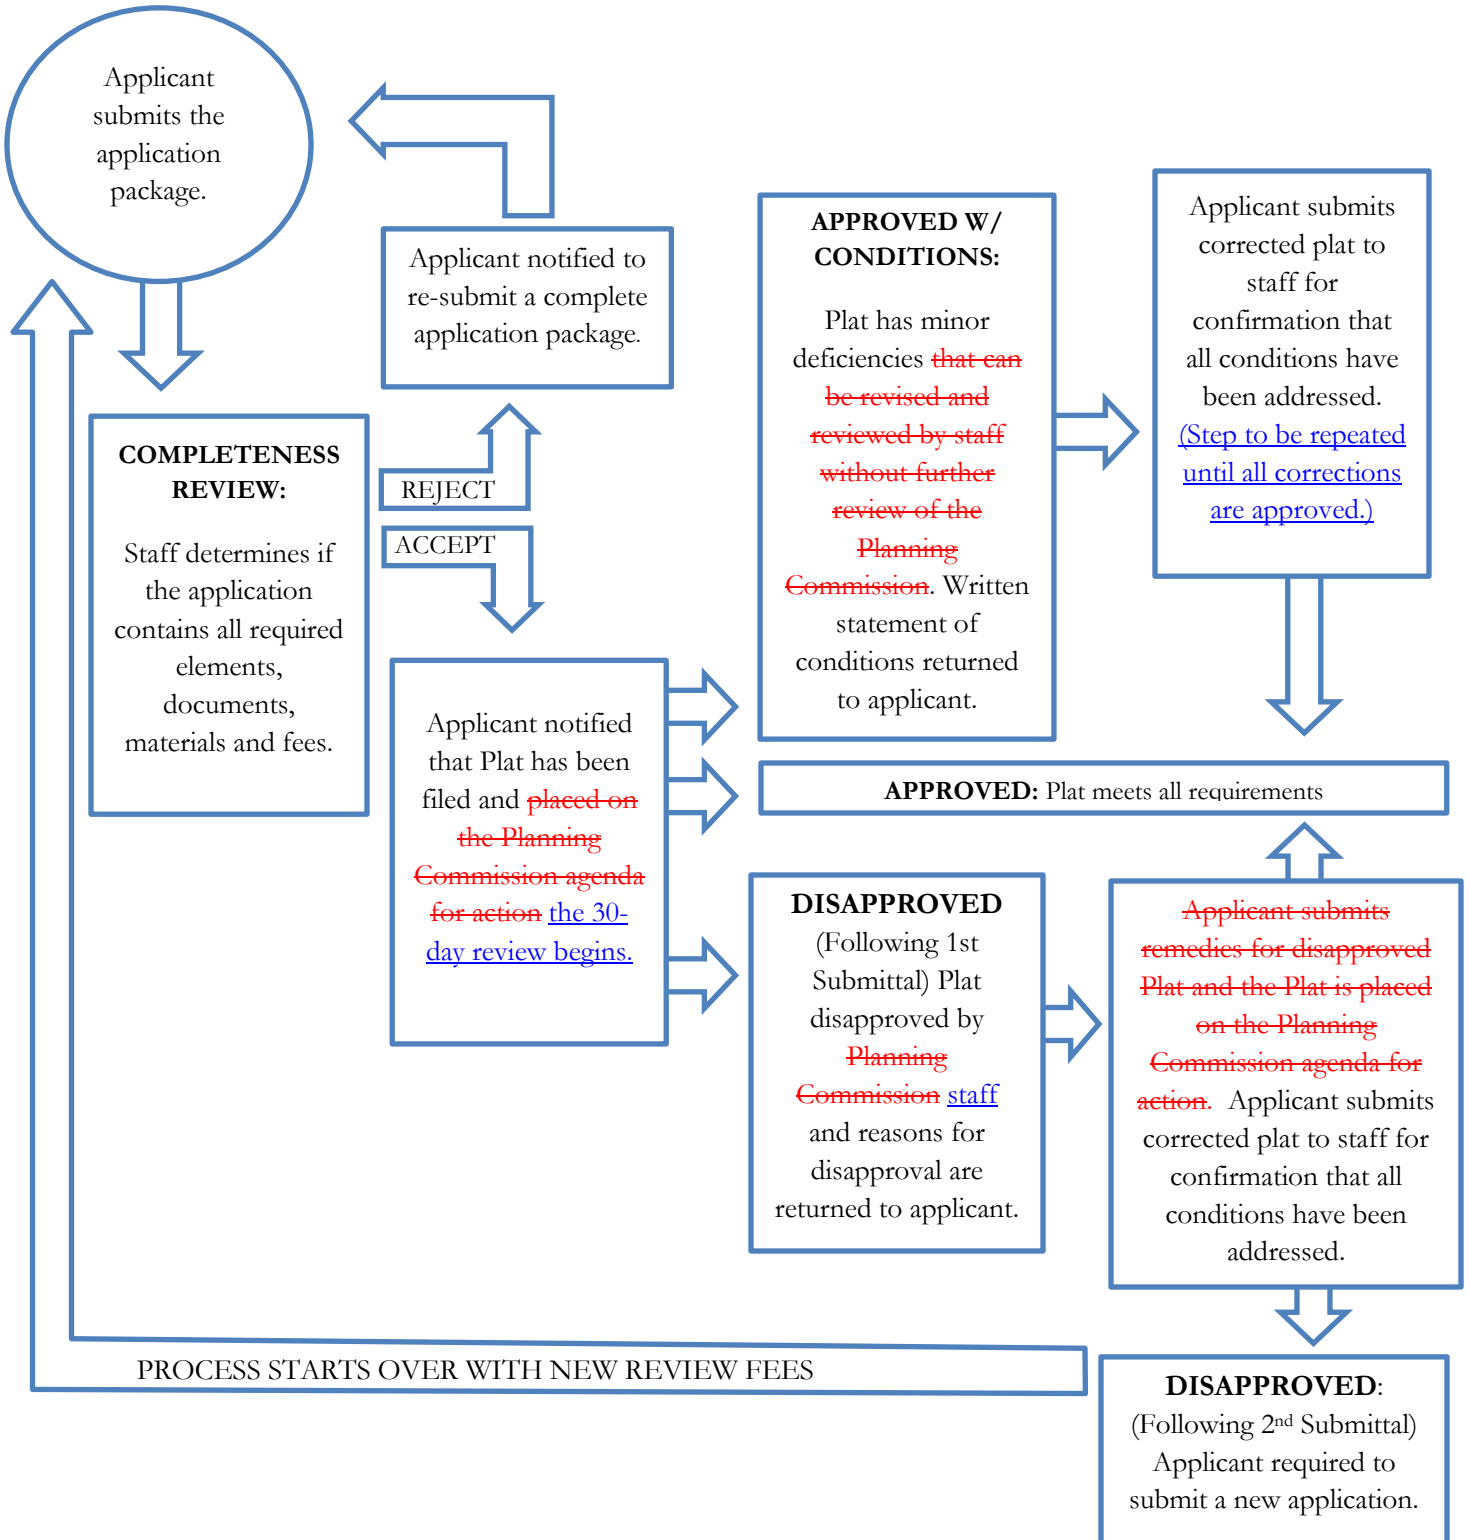 Applicant
submits the
application
package.
Applicant notified to
re-submit a complete
application package.
COMPLETENESS
REVIEW:
Staff determines if
the application
contains all required
elements,
documents,
materials and fees.
REJECT
ACCEPT
Applicant notified
that Plat has been
filed and placed on
the Planning
Commission agenda
for action the 30-
day review begins.
APPROVED W/
CONDITIONS:
Plat has minor
deficiencies that can
be revised and
reviewed by staff
without further
review of the
Planning
Commission. Written
statement of
conditions returned
to applicant.
Applicant submits
corrected plat to
staff for
confirmation that
all conditions have
been addressed.
(Step to be repeated
until all corrections
are approved.)
APPROVED: Plat meets all requirements
DISAPPROVED
(Following 1st
Submittal) Plat
disapproved by
Planning
Commission staff
and reasons for
disapproval are
returned to applicant.
Applicant submits
remedies for disapproved
Plat and the Plat is placed
on the Planning
Commission agenda for
action. Applicant submits
corrected plat to staff for
confirmation that all
conditions have been
addressed.
PROCESS STARTS OVER WITH NEW REVIEW FEES
DISAPPROVED:
(Following 2nd Submittal)
Applicant required to
submit a new application.